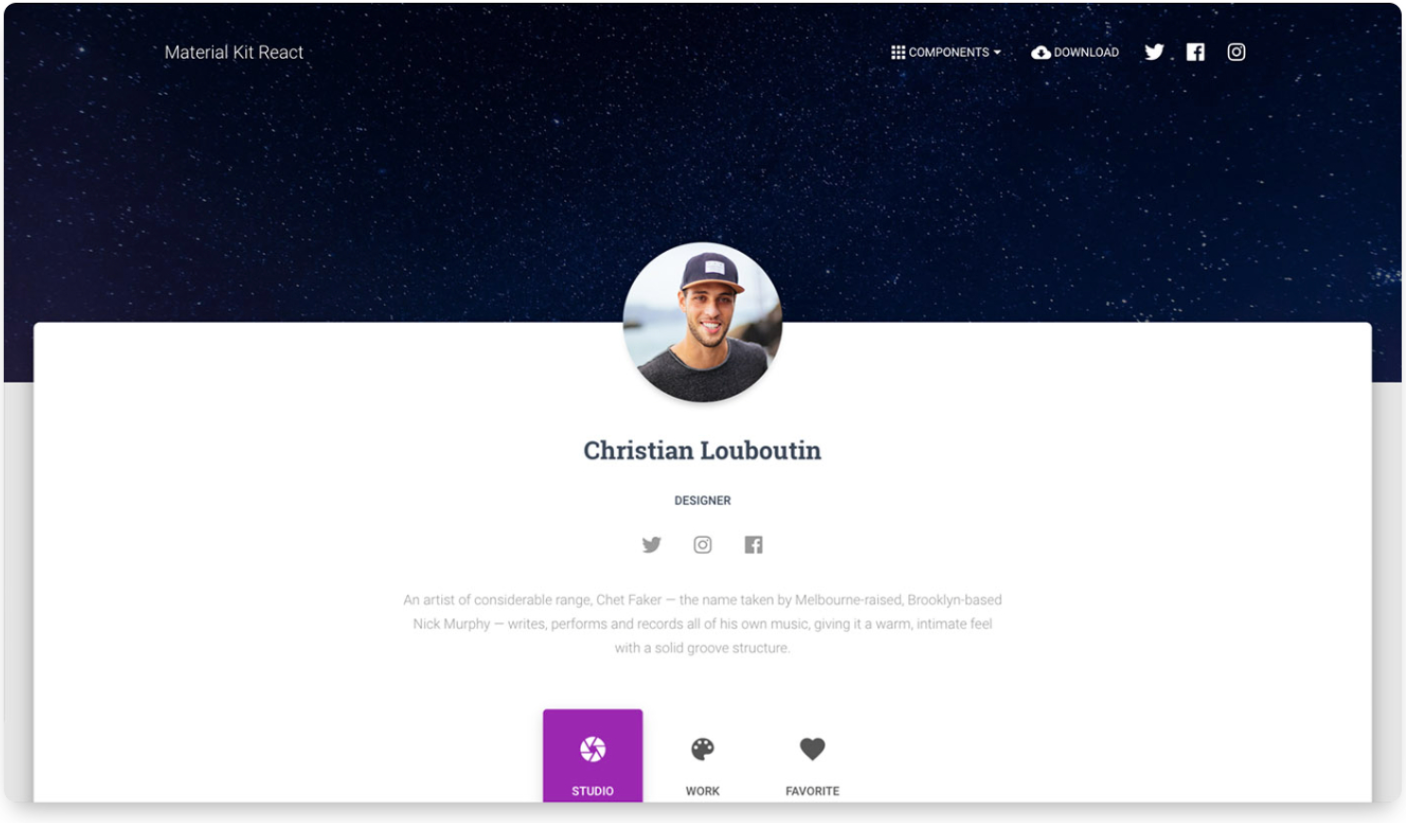 Material Kit React
COMPONENTS
DOWNLOAD
Christian Louboutin
DESIGNER
An artist of considerable range, Chet Faker — the name taken by Melbourne-raised, Brooklyn-based
Nick Murphy — writes, performs and records all of his own music, giving it a warm, intimate feel
with a solid groove structure.
STUDIO
WORK
FAVORITE